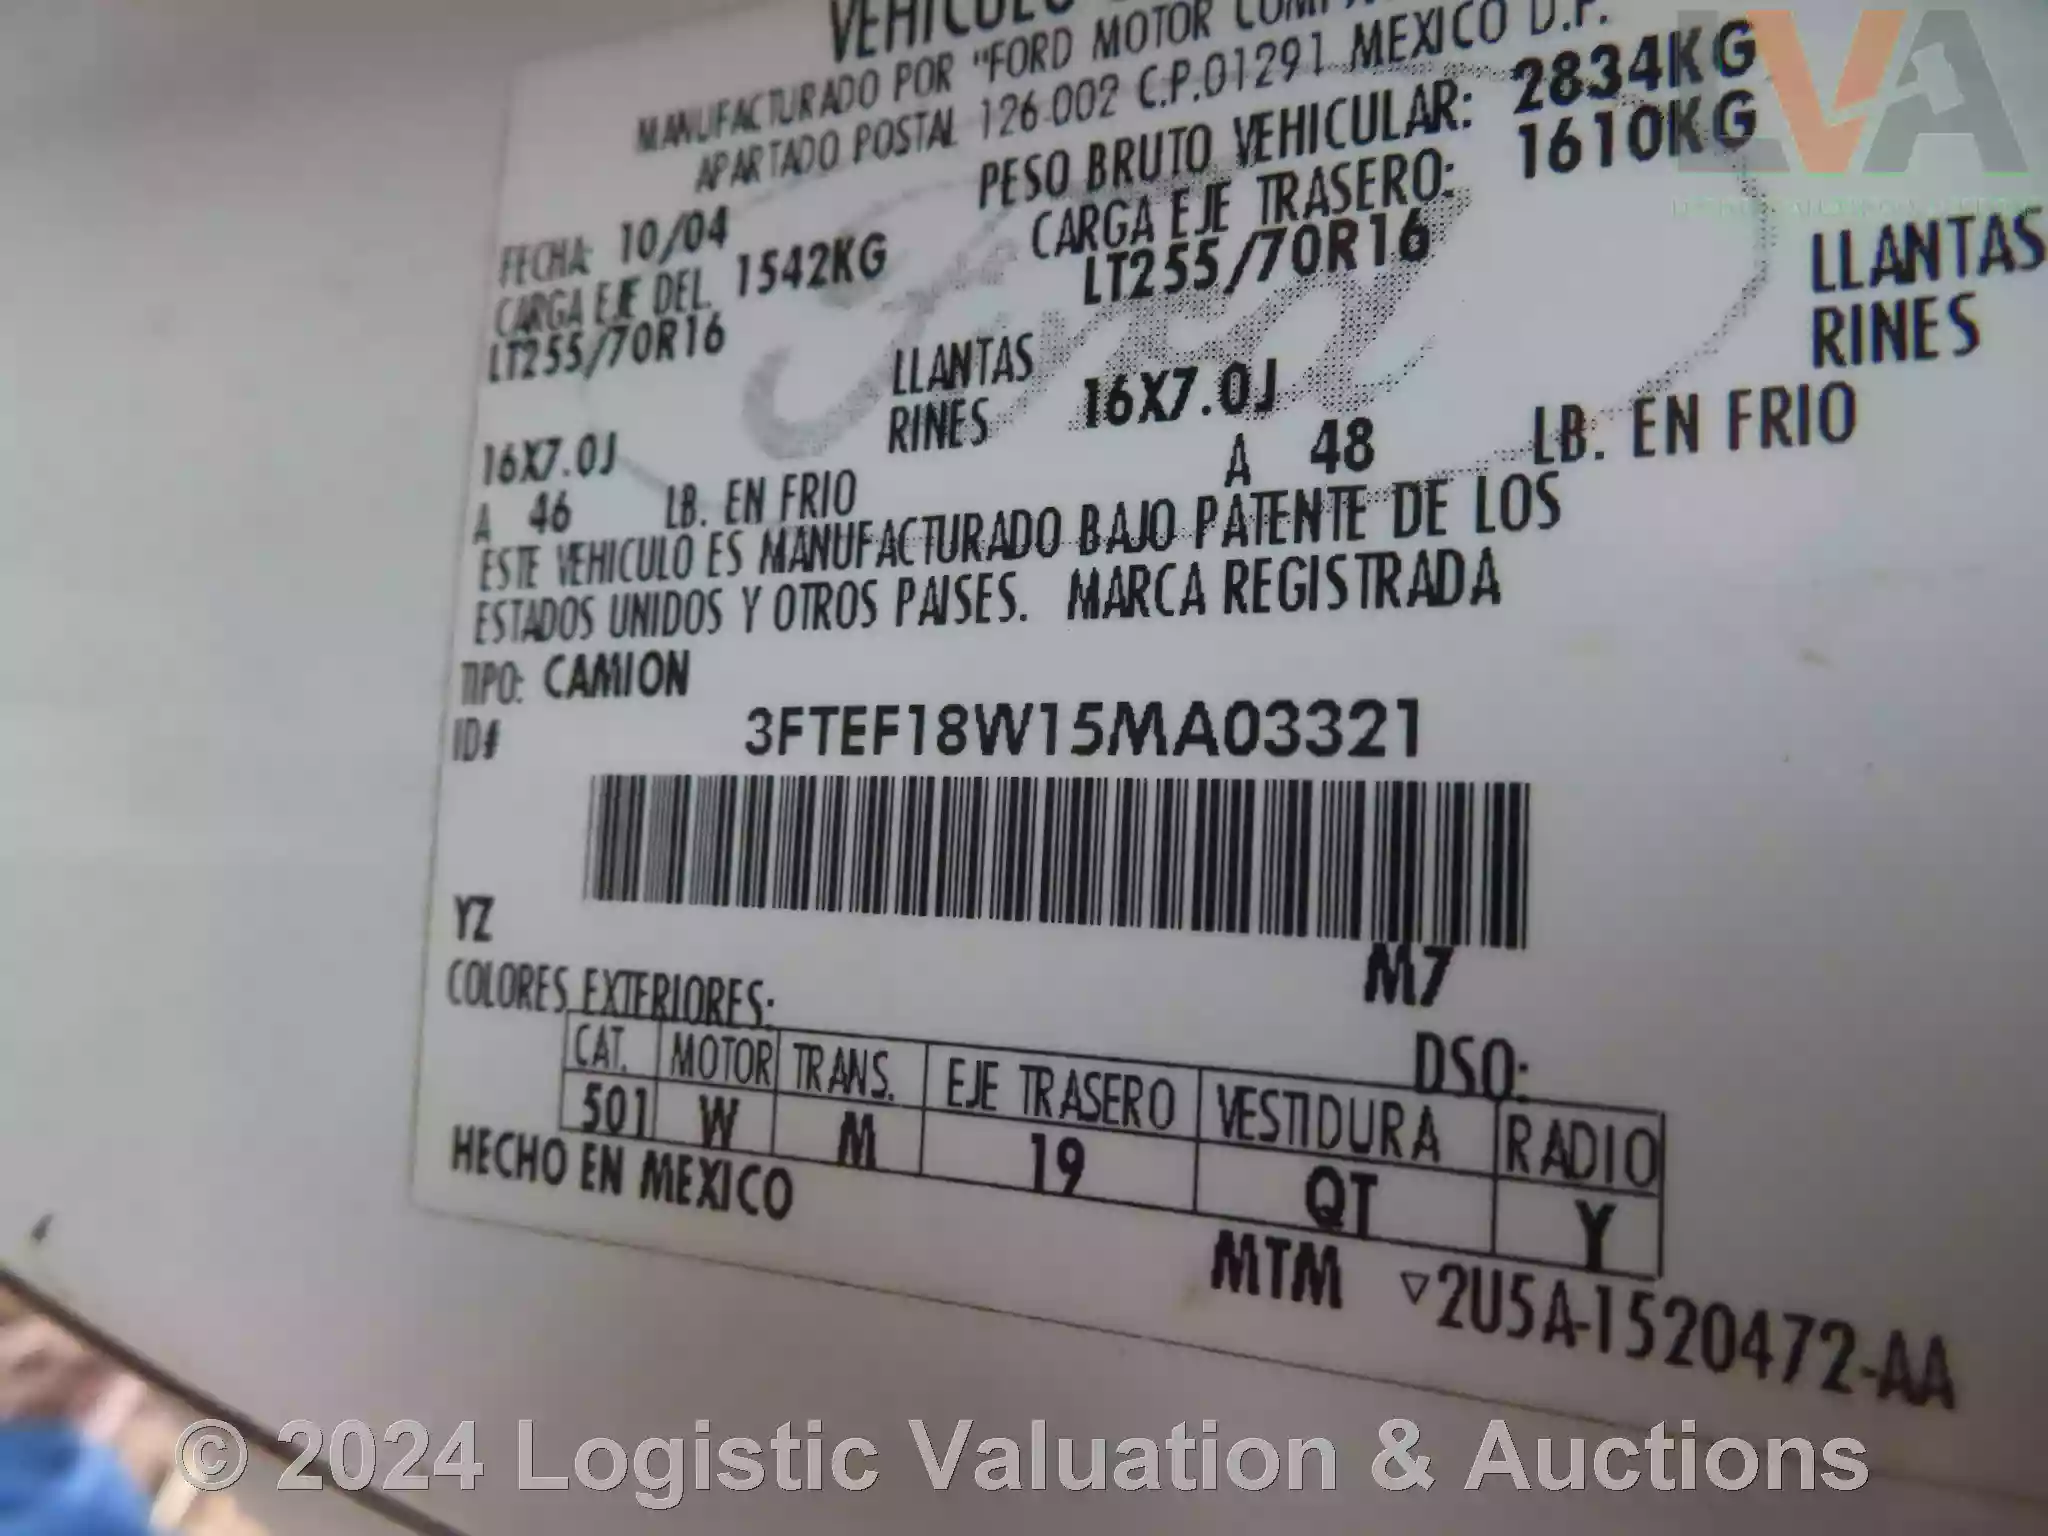 VEHICULO
MANUFACTURADO POR "FORD MOTOR
APARTADO POSTAL 126-002 C.P.01291 MEXICO D.F.
FECHA: 10/04 PESO BRUTO VEHICULAR: 2834KG
CARGA EJE DEL. 1542KG CARGA EJE TRASERO: 1610KG
LT255/70R16 LLANTAS LT255/70R16 LLANTAS
16X7.0J RINES 16X7.0J RINES
A 46 LB. EN FRIO A 48 LB. EN FRIO
ESTE VEHICULO ES MANUFACTURADO BAJO PATENTE DE LOS
ESTADOS UNIDOS Y OTROS PAISES. MARCA REGISTRADA
TIPO: CAMION
ID# 3FTEF18W15MA03321
YZ M7
COLORES EXTERIORES: DSO:
CAT. MOTOR TRANS. EJE TRASERO VESTIDURA RADIO
501 W M 19 QT Y
HECHO EN MEXICO MTM ▽2U5A-1520472-AA
Ford
LVA
© 2024 Logistic Valuation & Auctions